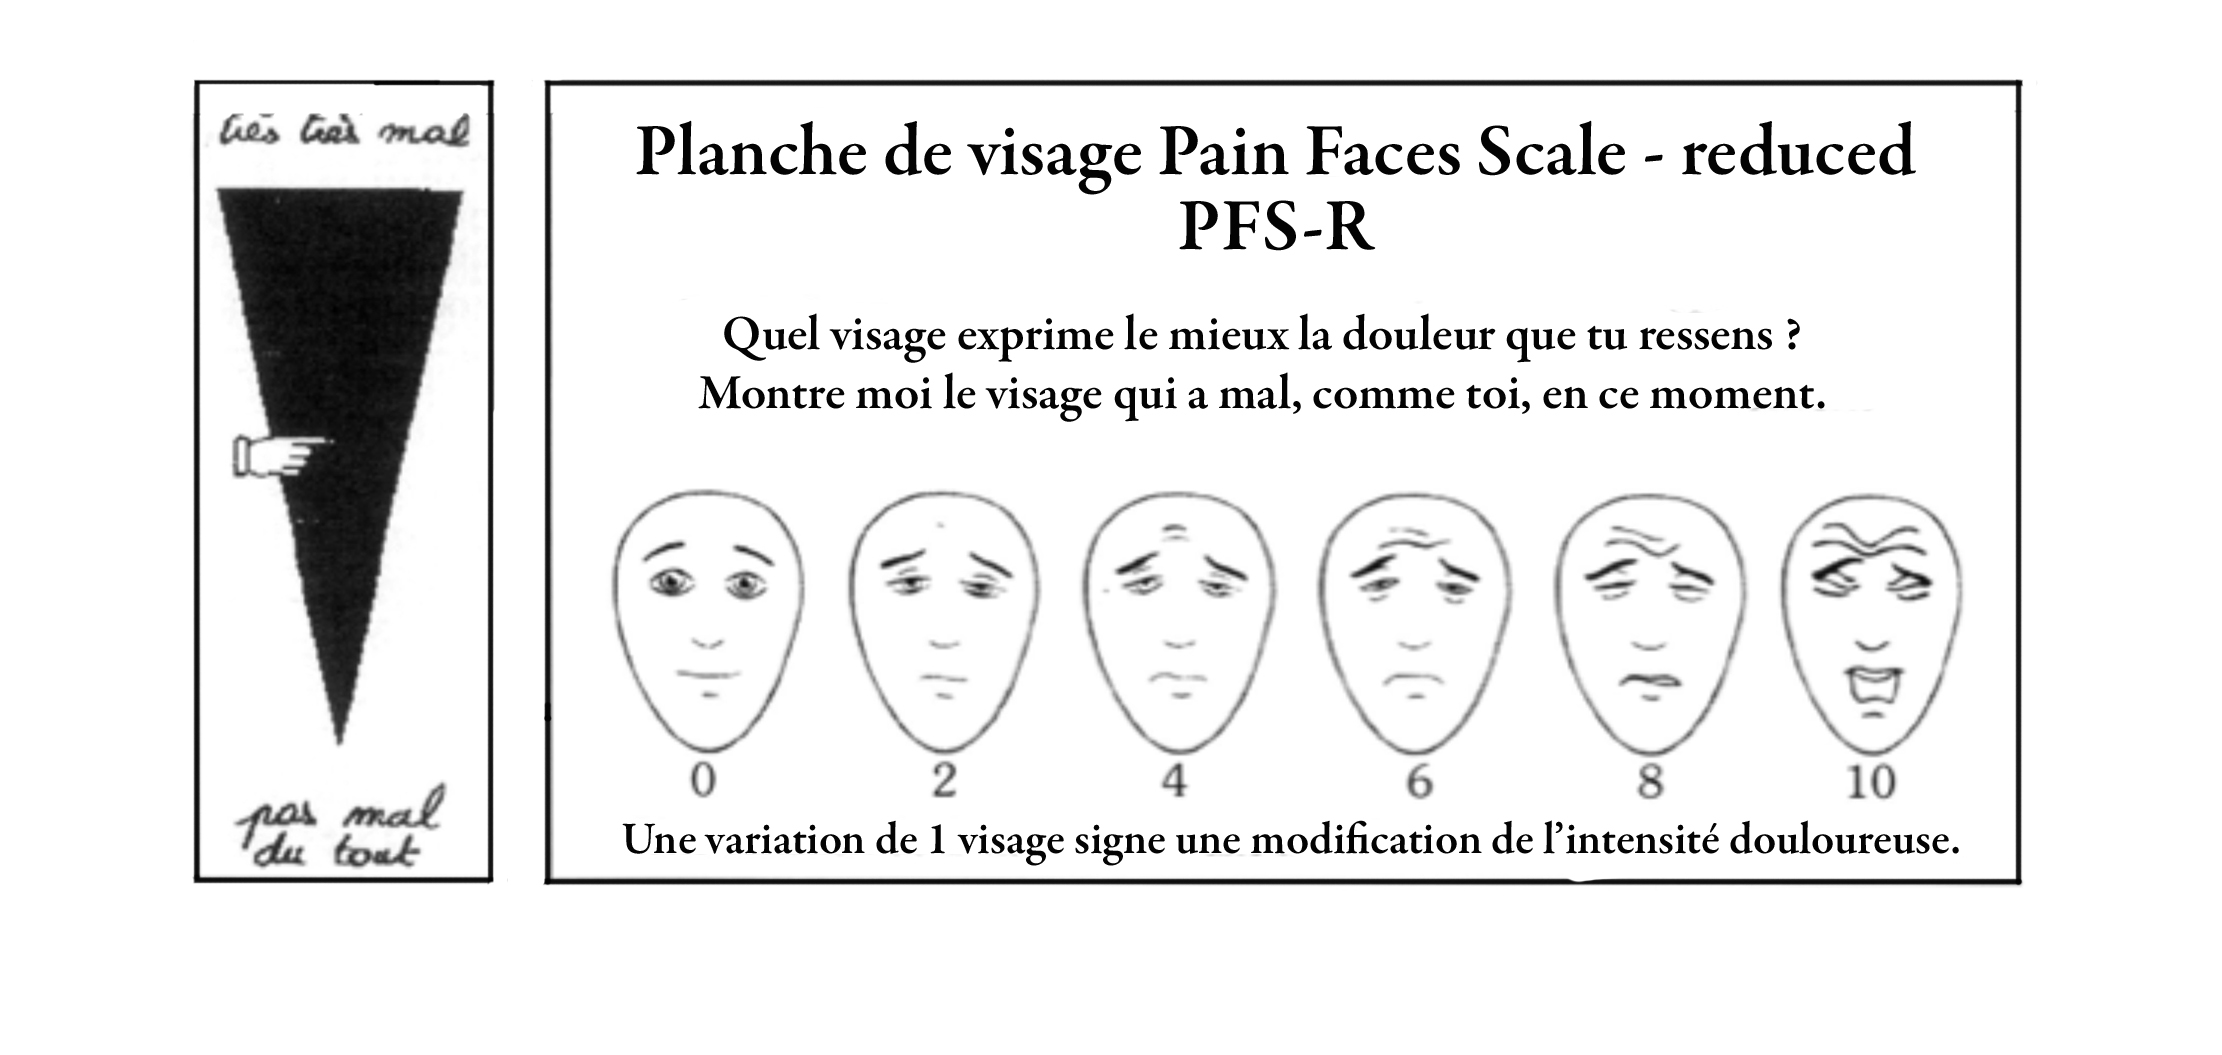 très très mal
pas mal
du tout
Planche de visage Pain Faces Scale - reduced
PFS-R
Quel visage exprime le mieux la douleur que tu ressens ?
Montre moi le visage qui a mal, comme toi, en ce moment.
0 2 4 6 8 10
Une variation de 1 visage signe une modification de l’intensité douloureuse.